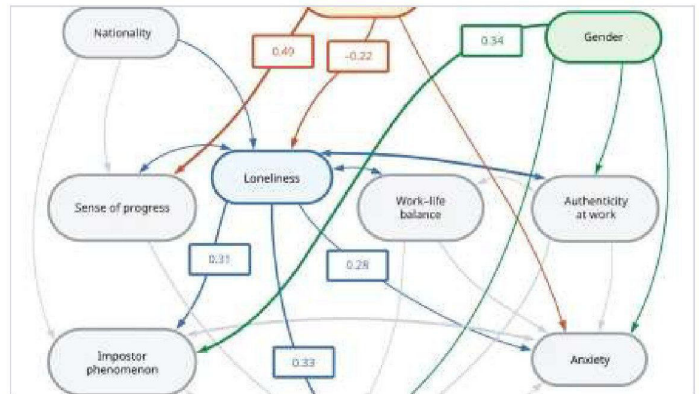 Nationality
0.49
-0.22
0.34
Gender
Loneliness
Sense of progress
Work-life
balance
Authenticity
at work
0.31
0.28
Impostor
phenomenon
0.33
Anxiety